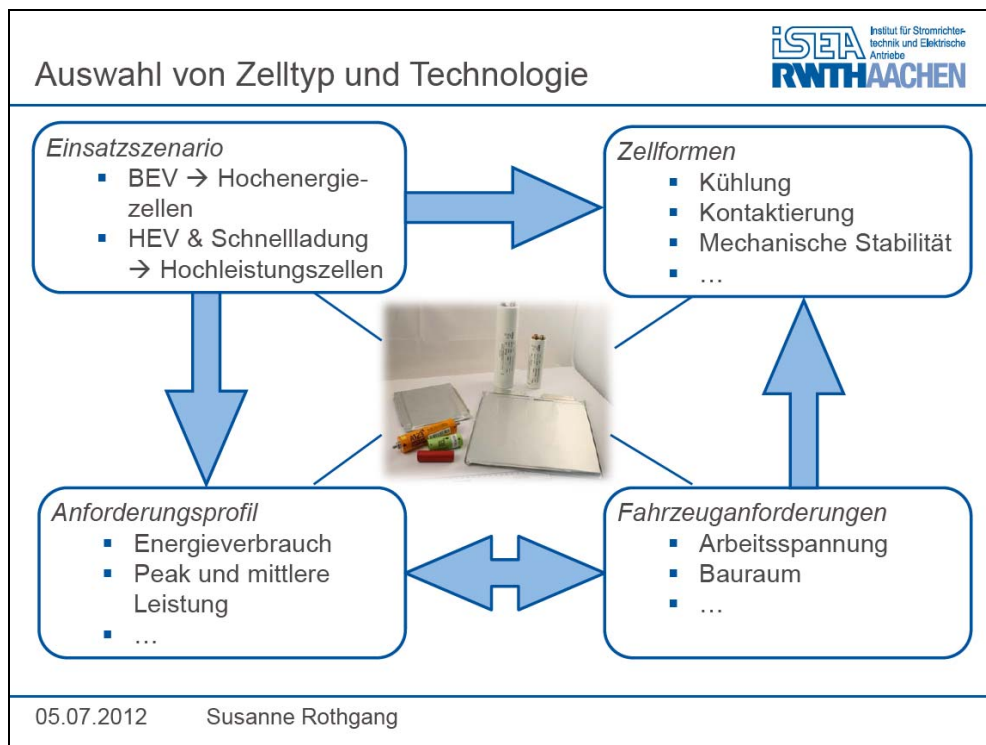 Auswahl von Zelltyp und Technologie
iSEA
Institut für Stromrichter-
technik und Elektrische
Antriebe
RWTHAACHEN
Einsatzszenario
▪ BEV → Hochenergie-
zellen
▪ HEV & Schnellladung
→ Hochleistungszellen
Zellformen
▪ Kühlung
▪ Kontaktierung
▪ Mechanische Stabilität
▪ …
Anforderungsprofil
▪ Energieverbrauch
▪ Peak und mittlere
Leistung
▪ …
Fahrzeuganforderungen
▪ Arbeitsspannung
▪ Bauraum
▪ …
05.07.2012 Susanne Rothgang